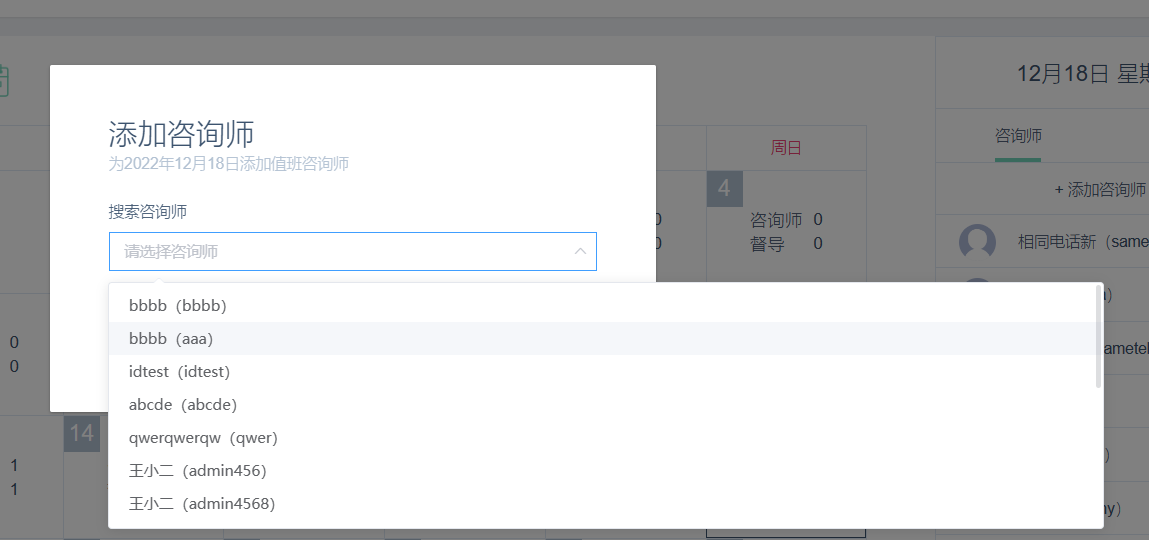 添加咨询师
为2022年12月18日添加值班咨询师
搜索咨询师
请选择咨询师
bbbb（bbbb）
bbbb（aaa）
idtest（idtest）
abcde（abcde）
qwerqwerqw（qwer）
王小二（admin456）
王小二（admin4568）
0
0
1
1
14
周日
4
咨询师 0
督导 0
0
0
12月18日 星期
咨询师
+ 添加咨询师
相同电话新（same